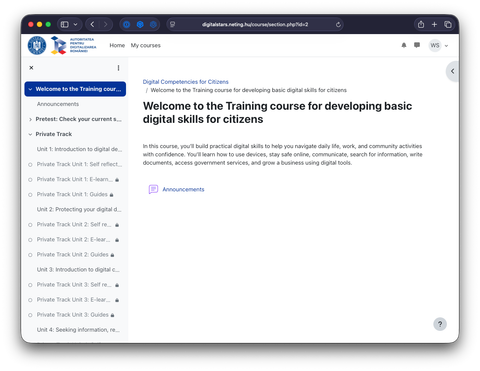 digitalstars.neting.hu/course/section.php?id=2
AUTORITATEA
PENTRU
DIGITALIZAREA
ROMÂNIEI
Home My courses
WS
Welcome to the Training cour...
Announcements
Pretest: Check your current s...
Private Track
Unit 1: Introduction to digital de...
Private Track Unit 1: Self reflect...
Private Track Unit 1: E-learn...
Private Track Unit 1: Guides
Unit 2: Protecting your digital d...
Private Track Unit 2: Self re...
Private Track Unit 2: E-lear...
Private Track Unit 2: Guides
Unit 3: Introduction to digital c...
Private Track Unit 3: Self re...
Private Track Unit 3: E-lear...
Private Track Unit 3: Guides
Unit 4: Seeking information, re...
Digital Competencies for Citizens
/ Welcome to the Training course for developing basic digital skills for citizens
Welcome to the Training course for developing basic
digital skills for citizens
In this course, you'll build practical digital skills to help you navigate daily life, work, and community activities
with confidence. You'll learn how to use devices, stay safe online, communicate, search for information, write
documents, access government services, and grow a business using digital tools.
Announcements
?